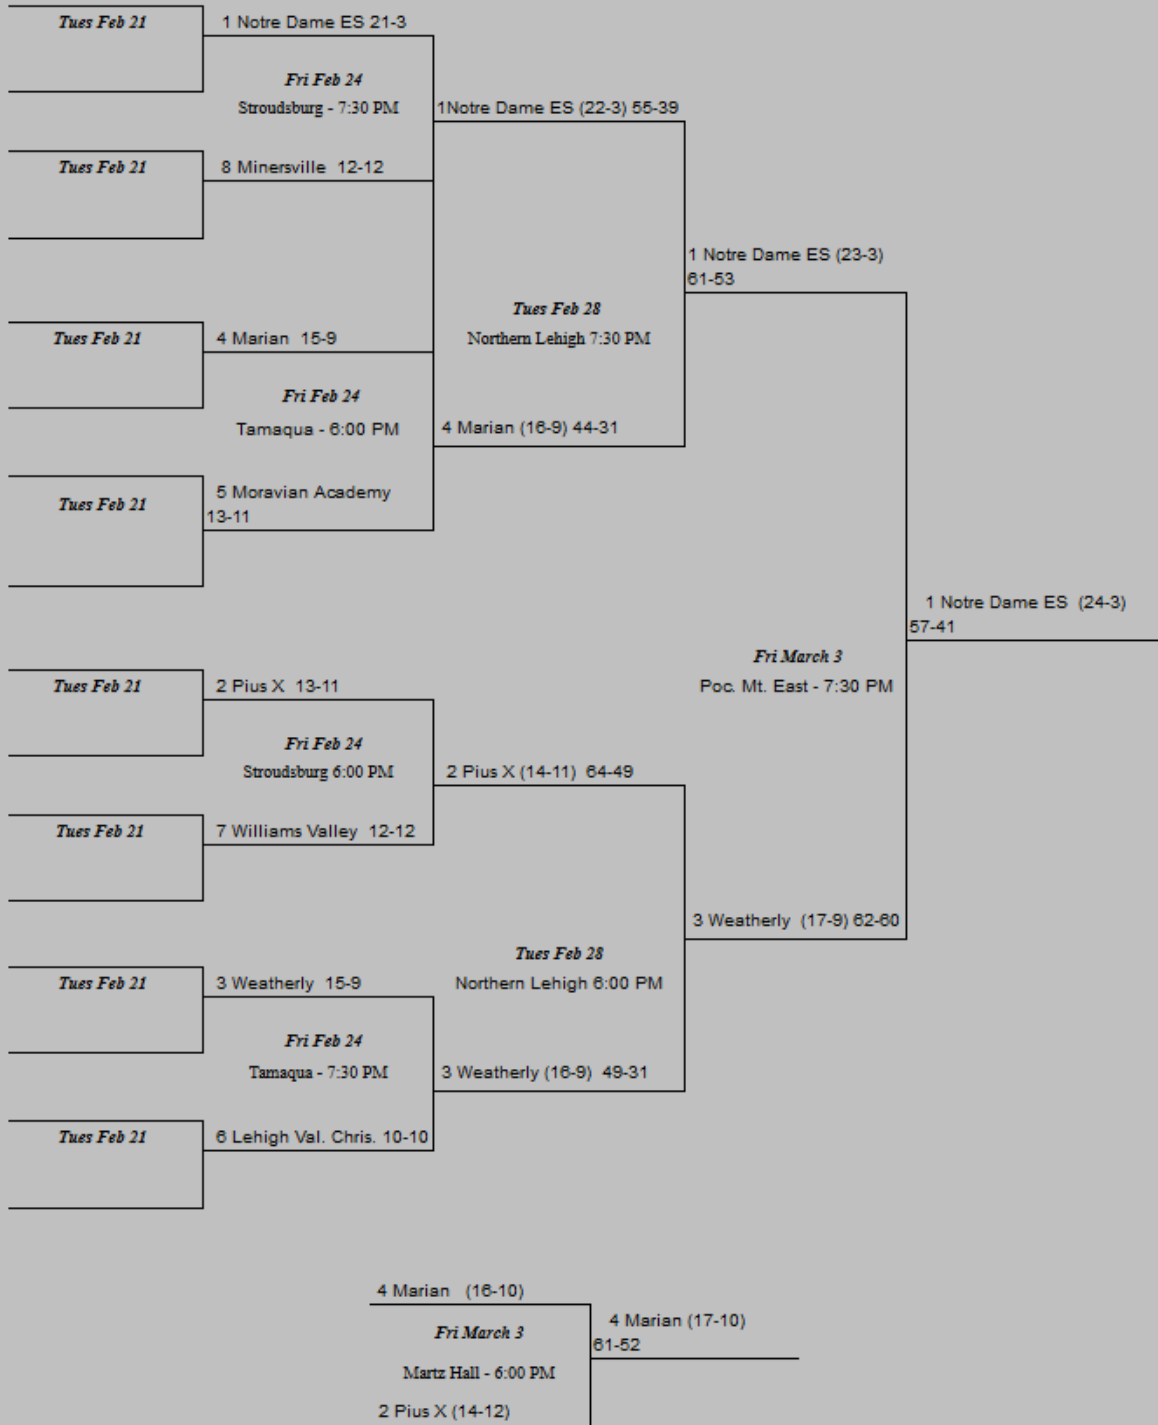 Tues Feb 21
1 Notre Dame ES 21-3
Fri Feb 24
Stroudsburg - 7:30 PM
1Notre Dame ES (22-3) 55-39
Tues Feb 21
8 Minersville 12-12
1 Notre Dame ES (23-3)
61-53
Tues Feb 28
Northern Lehigh 7:30 PM
Tues Feb 21
4 Marian 15-9
Fri Feb 24
Tamaqua - 6:00 PM
4 Marian (16-9) 44-31
Tues Feb 21
5 Moravian Academy
13-11
1 Notre Dame ES (24-3)
57-41
Fri March 3
Poc. Mt. East - 7:30 PM
Tues Feb 21
2 Pius X 13-11
Fri Feb 24
Stroudsburg 6:00 PM
2 Pius X (14-11) 64-49
Tues Feb 21
7 Williams Valley 12-12
3 Weatherly (17-9) 62-60
Tues Feb 28
Northern Lehigh 6:00 PM
Tues Feb 21
3 Weatherly 15-9
Fri Feb 24
Tamaqua - 7:30 PM
3 Weatherly (16-9) 49-31
Tues Feb 21
6 Lehigh Val. Chris. 10-10
4 Marian (16-10)
Fri March 3
Martz Hall - 6:00 PM
4 Marian (17-10)
61-52
2 Pius X (14-12)